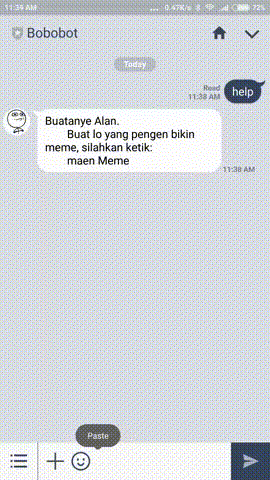 11:39 AM 0.47K/s 72%
Bobobot
Today
Read
11:38 AM
help
Buatanye Alan.
Buat lo yang pengen bikin
meme, silahkan ketik:
maen Meme
11:38 AM
Paste